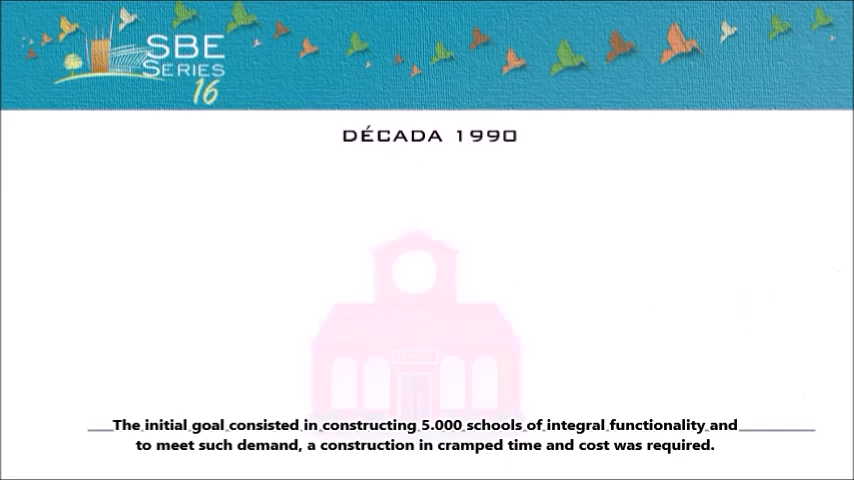 SBE
SERIES
16
DÉCADA 1990
The initial goal consisted in constructing 5.000 schools of integral functionality and
to meet such demand, a construction in cramped time and cost was required.